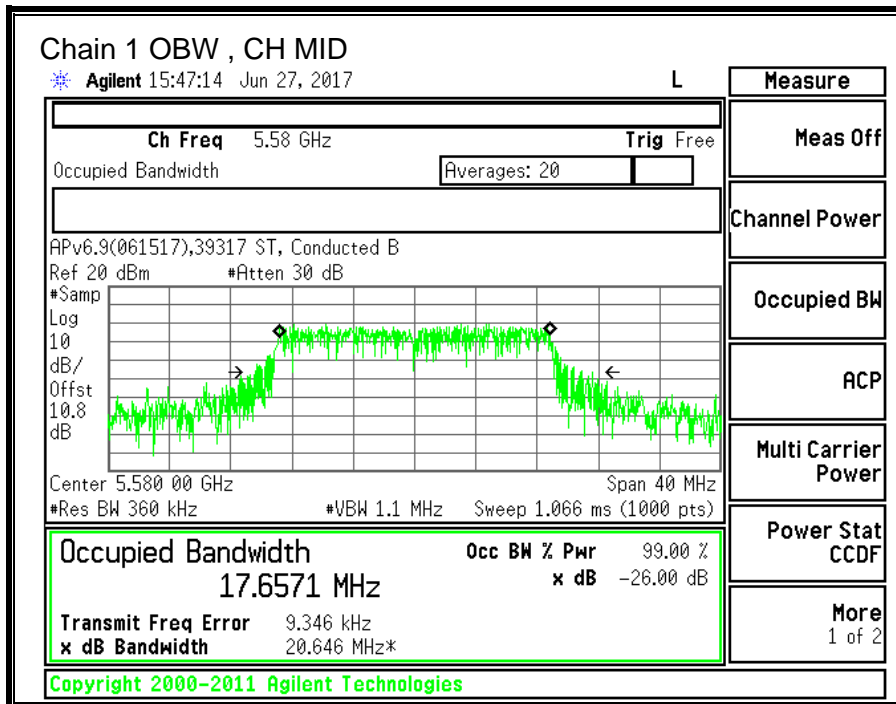 Chain 1 OBW , CH MID
Agilent 15:47:14 Jun 27, 2017 L
Measure
Ch Freq 5.58 GHz Trig Free
Occupied Bandwidth Averages: 20
APv6.9(061517),39317 ST, Conducted B
Ref 20 dBm #Atten 30 dB
#Samp
Log
10
dB/
Offst
10.8
dB
Center 5.580 00 GHz Span 40 MHz
#Res BW 360 kHz #VBW 1.1 MHz Sweep 1.066 ms (1000 pts)
Occupied Bandwidth Occ BW % Pwr 99.00 %
17.6571 MHz x dB -26.00 dB
Transmit Freq Error 9.346 kHz
x dB Bandwidth 20.646 MHz*
Meas Off
Channel Power
Occupied BW
ACP
Multi Carrier
Power
Power Stat
CCDF
More
1 of 2
Copyright 2000-2011 Agilent Technologies